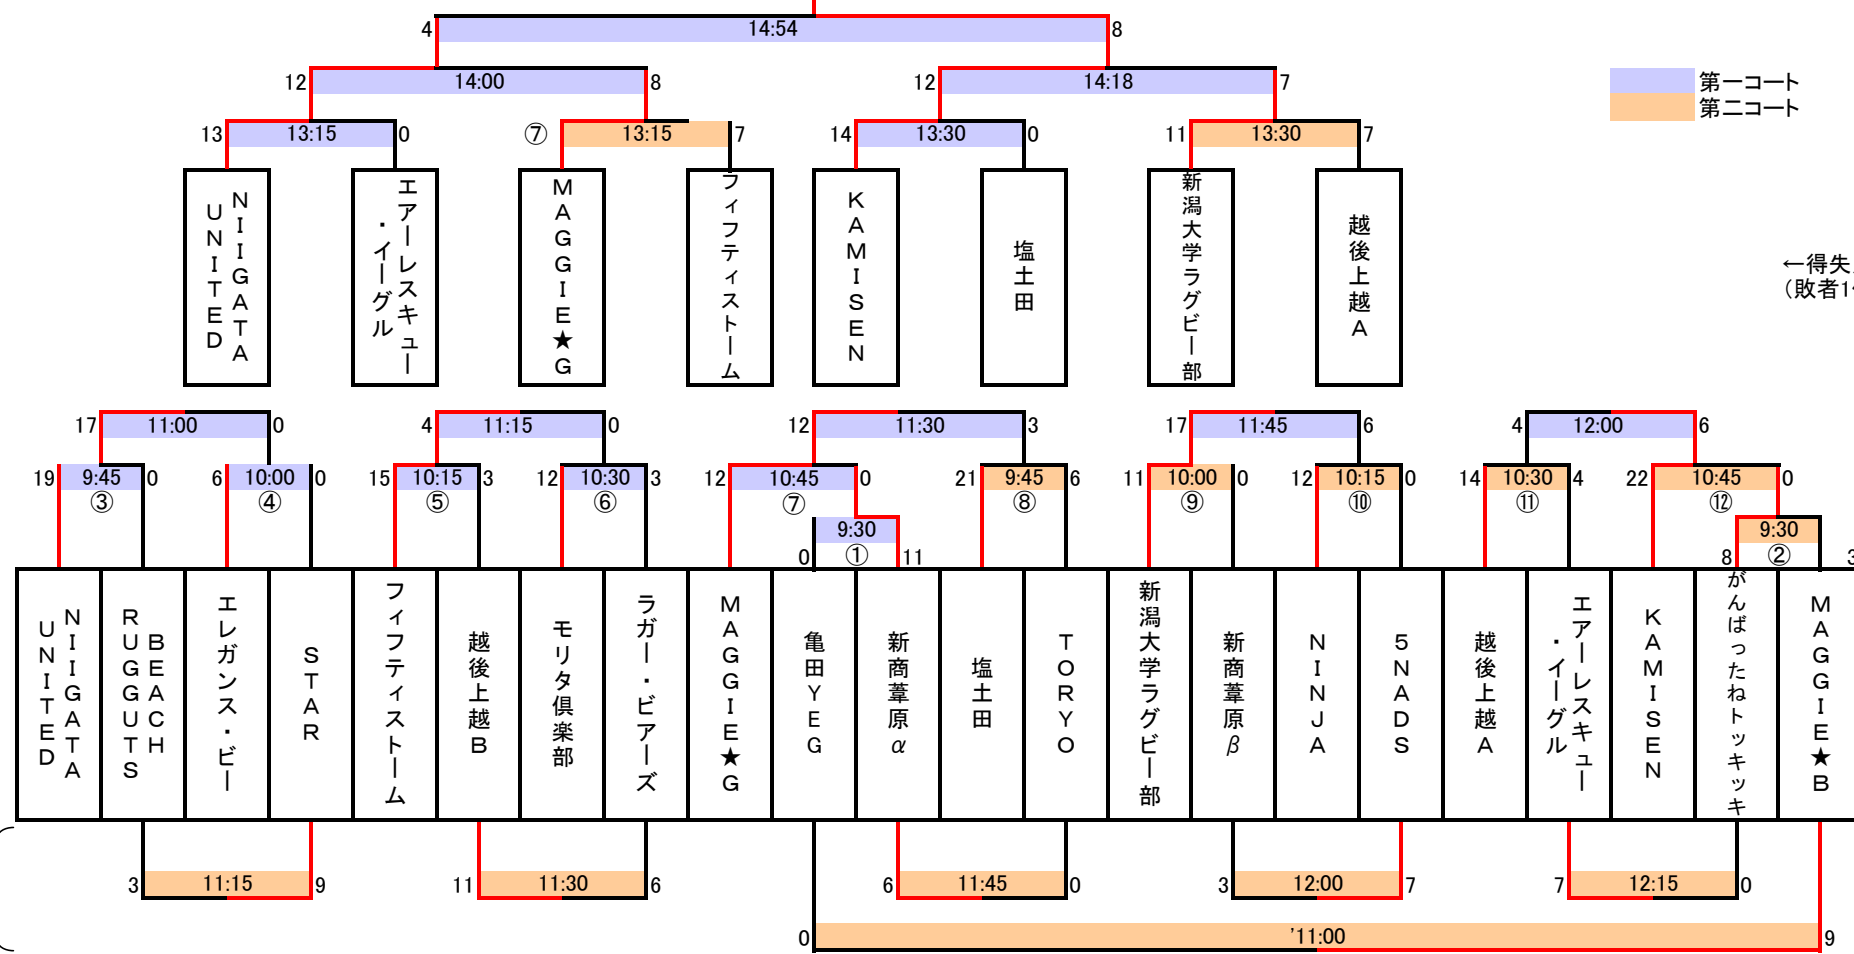 4 14:54 8
12 14:00 8 12 14:18 7 第一コート
第二コート
13 13:15 0 ⑦ 13:15 7 14 13:30 0 11 13:30 7
NIIGATA
UNITED
エアーレスキュー
・イーグル
MAGGIE★G
フィフティストーム
KAMISEN
塩土田
新潟大学ラグビー部
越後上越A
←得失
（敗者1
17 11:00 0 4 11:15 0 12 11:30 3 17 11:45 6 4 12:00 6
19 9:45 0 6 10:00 0 15 10:15 3 12 10:30 3 12 10:45 0 21 9:45 6 11 10:00 0 12 10:15 0 14 10:30 4 22 10:45 0
③ ④ ⑤ ⑥ ⑦ ⑧ ⑨ ⑩ ⑪ ⑫
9:30 9:30
0 ① 11 8 ② 3
NIIGATA
UNITED
BEACH
RUGGUTS
エレガンス・ビー
STAR
フィフティストーム
越後上越B
モリタ倶楽部
ラガー・ビアーズ
MAGGIE★G
亀田YEG
新商葦原α
塩土田
TORYO
新潟大学ラグビー部
新商葦原β
NINJA
5NADS
越後上越A
エアーレスキュー
・イーグル
KAMISEN
がんばったねトッキッキ
MAGGIE★B
3 11:15 9 11 11:30 6 6 11:45 0 3 12:00 7 7 12:15 0
0 '11:00 9